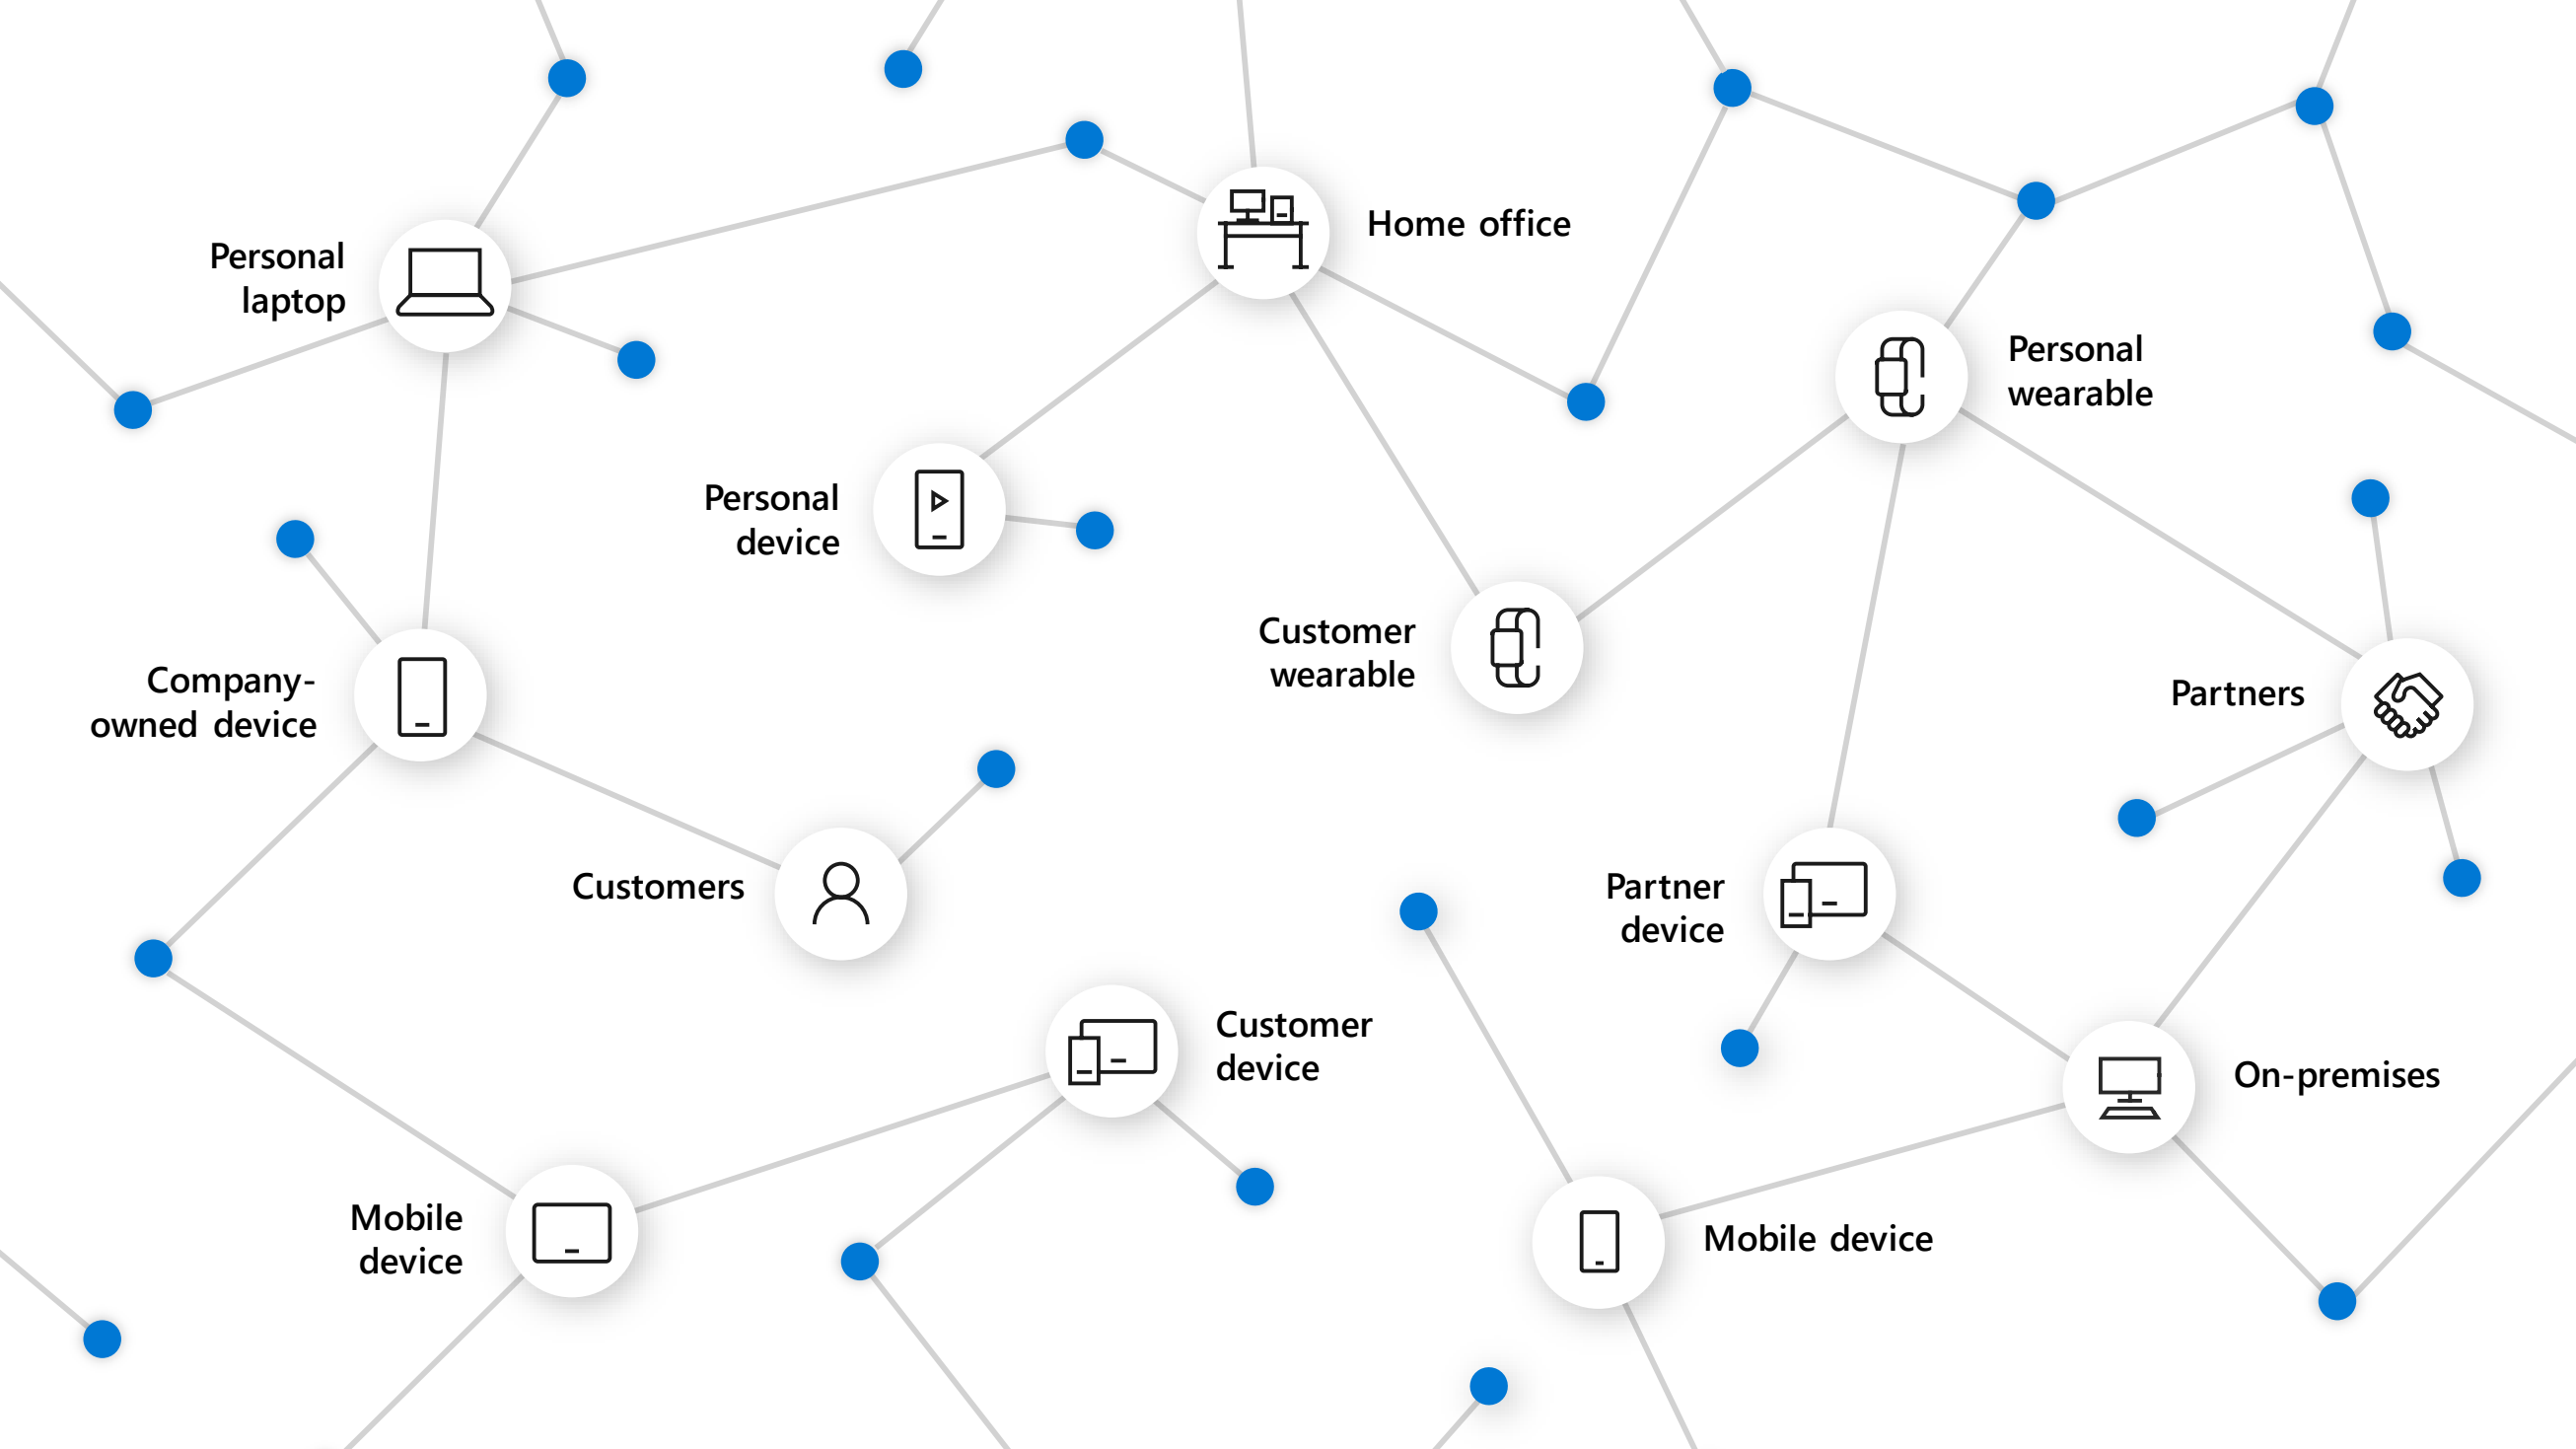 Home office
Personal
laptop
Personal
wearable
Personal
device
Customer
wearable
Company-
owned device
Partners
Customers
Partner
device
Customer
device
On-premises
Mobile
device
Mobile device